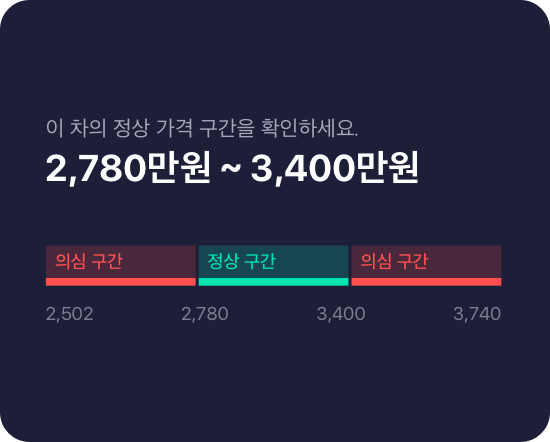 이 차의 정상 가격 구간을 확인하세요.
2,780만원 ~ 3,400만원
의심 구간 정상 구간 의심 구간
2,502 2,780 3,400 3,740